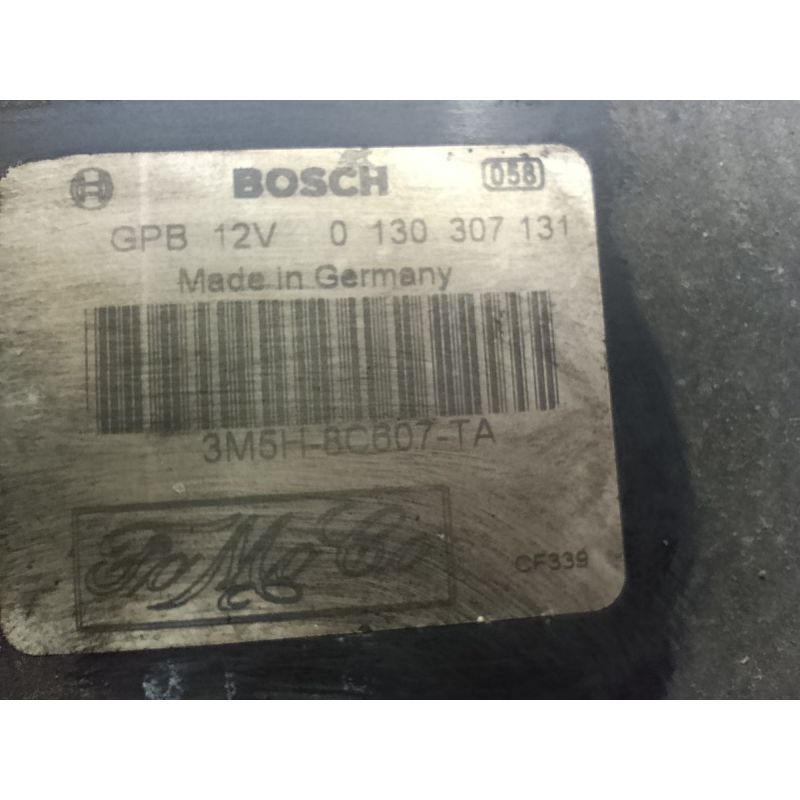 BOSCH 058
GPB 12V 0 130 307 131
Made in Germany
3M5H-8C607-TA
FoMoCo
CF339